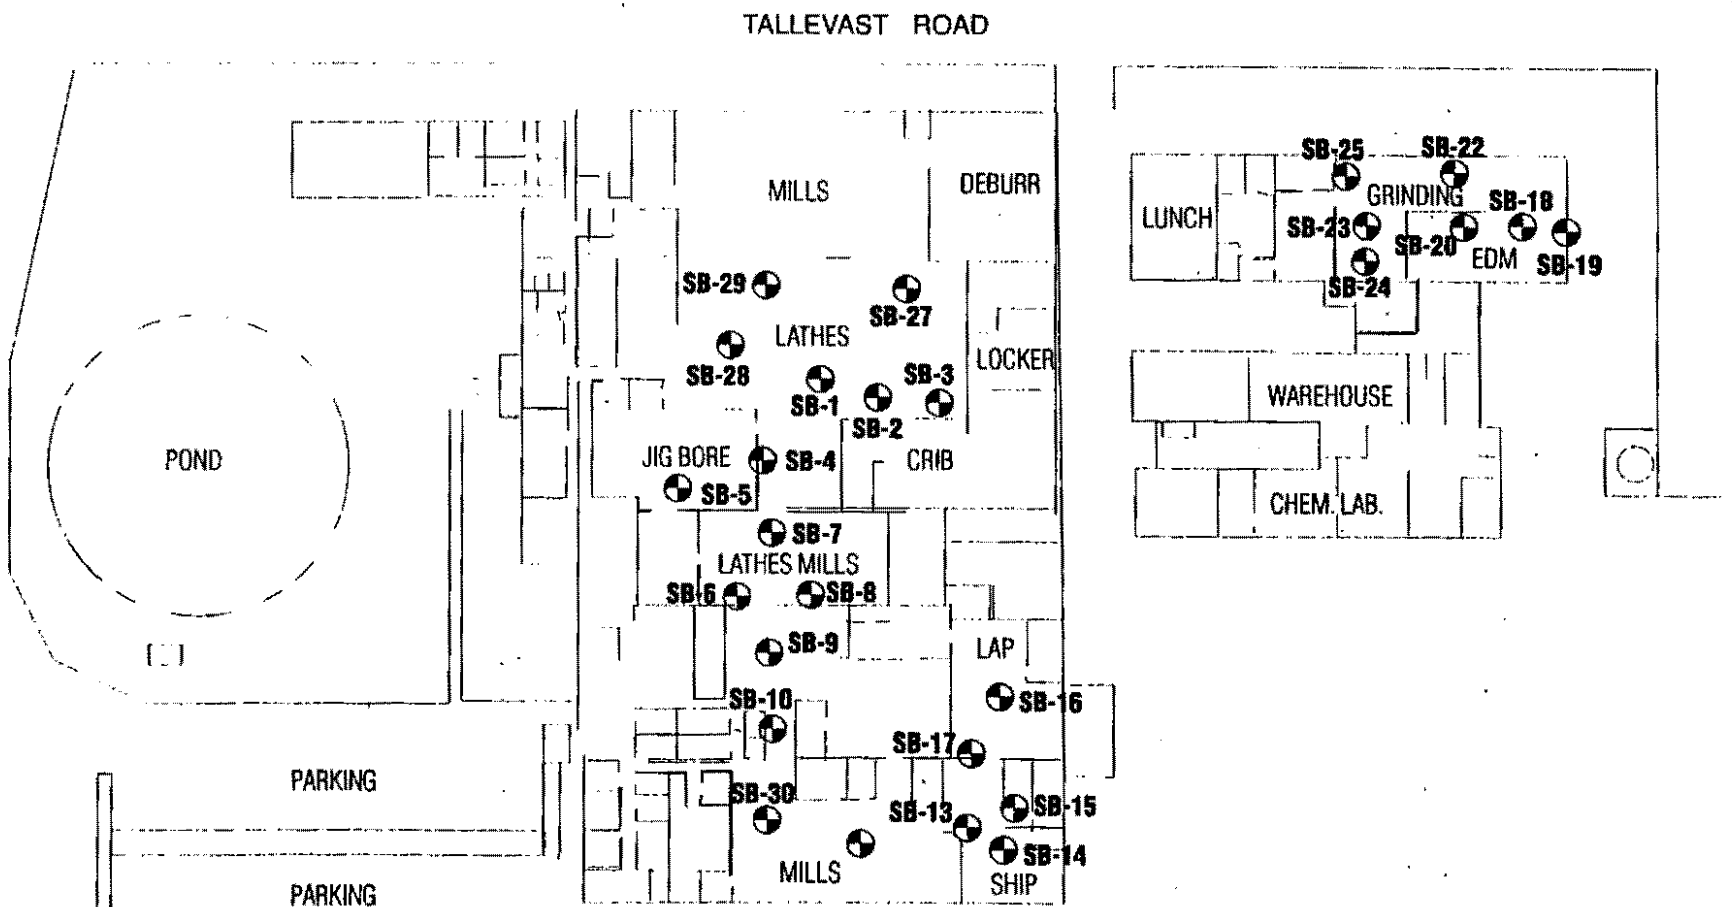 TALLEVAST ROAD
SB-25
SB-22
MILLS
DEBURR
GRINDING
SB-18
LUNCH
SB-23
SB-20
EDM
SB-19
SB-29
SB-24
SB-27
LATHES
LOCKER
SB-28
SB-3
SB-1
WAREHOUSE
SB-2
POND
JIG BORE
SB-4
CRIB
SB-5
CHEM. LAB.
SB-7
LATHES MILLS
SB-6
SB-8
SB-9
LAP
SB-10
SB-16
SB-17
PARKING
SB-30
SB-13
SB-15
SB-14
MILLS
SHIP
PARKING